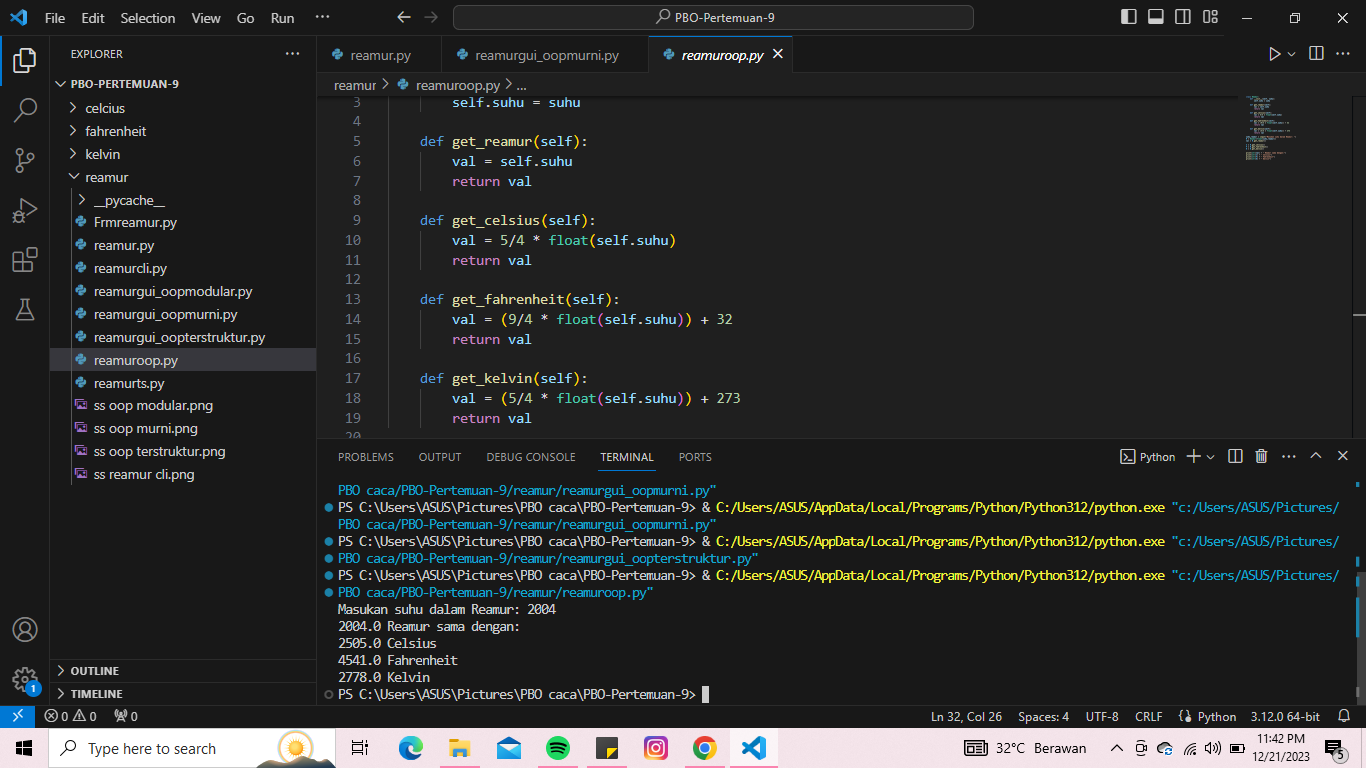 File Edit Selection View Go Run ··· PBO-Pertemuan-9
EXPLORER
PBO-PERTEMUAN-9
celcius
fahrenheit
kelvin
reamur
__pycache__
Frmreamur.py
reamur.py
reamurcli.py
reamurgui_oopmodular.py
reamurgui_oopmurni.py
reamurgui_oopterstruktur.py
reamuroop.py
reamurts.py
ss oop modular.png
ss oop murni.png
ss oop terstruktur.png
ss reamur cli.png
OUTLINE
TIMELINE
reamur.py reamurgui_oopmurni.py reamuroop.py
reamur > reamuroop.py > ...
3 self.suhu = suhu
4
5 def get_reamur(self):
6 val = self.suhu
7 return val
8
9 def get_celsius(self):
10 val = 5/4 * float(self.suhu)
11 return val
12
13 def get_fahrenheit(self):
14 val = (9/4 * float(self.suhu)) + 32
15 return val
16
17 def get_kelvin(self):
18 val = (5/4 * float(self.suhu)) + 273
19 return val
20
PROBLEMS OUTPUT DEBUG CONSOLE TERMINAL PORTS Python
PBO caca/PBO-Pertemuan-9/reamur/reamurgui_oopmurni.py"
PS C:\Users\ASUS\Pictures\PBO caca\PBO-Pertemuan-9> & C:/Users/ASUS/AppData/Local/Programs/Python/Python312/python.exe "c:/Users/ASUS/Pictures/
PBO caca/PBO-Pertemuan-9/reamur/reamurgui_oopmurni.py"
PS C:\Users\ASUS\Pictures\PBO caca\PBO-Pertemuan-9> & C:/Users/ASUS/AppData/Local/Programs/Python/Python312/python.exe "c:/Users/ASUS/Pictures/
PBO caca/PBO-Pertemuan-9/reamur/reamurgui_oopterstruktur.py"
PS C:\Users\ASUS\Pictures\PBO caca\PBO-Pertemuan-9> & C:/Users/ASUS/AppData/Local/Programs/Python/Python312/python.exe "c:/Users/ASUS/Pictures/
PBO caca/PBO-Pertemuan-9/reamur/reamuroop.py"
Masukan suhu dalam Reamur: 2004
2004.0 Reamur sama dengan:
2505.0 Celsius
4541.0 Fahrenheit
2778.0 Kelvin
PS C:\Users\ASUS\Pictures\PBO caca\PBO-Pertemuan-9>
1
0 0 0 Ln 32, Col 26 Spaces: 4 UTF-8 CRLF Python 3.12.0 64-bit
Type here to search 32°C Berawan 11:42 PM
12/21/2023
5